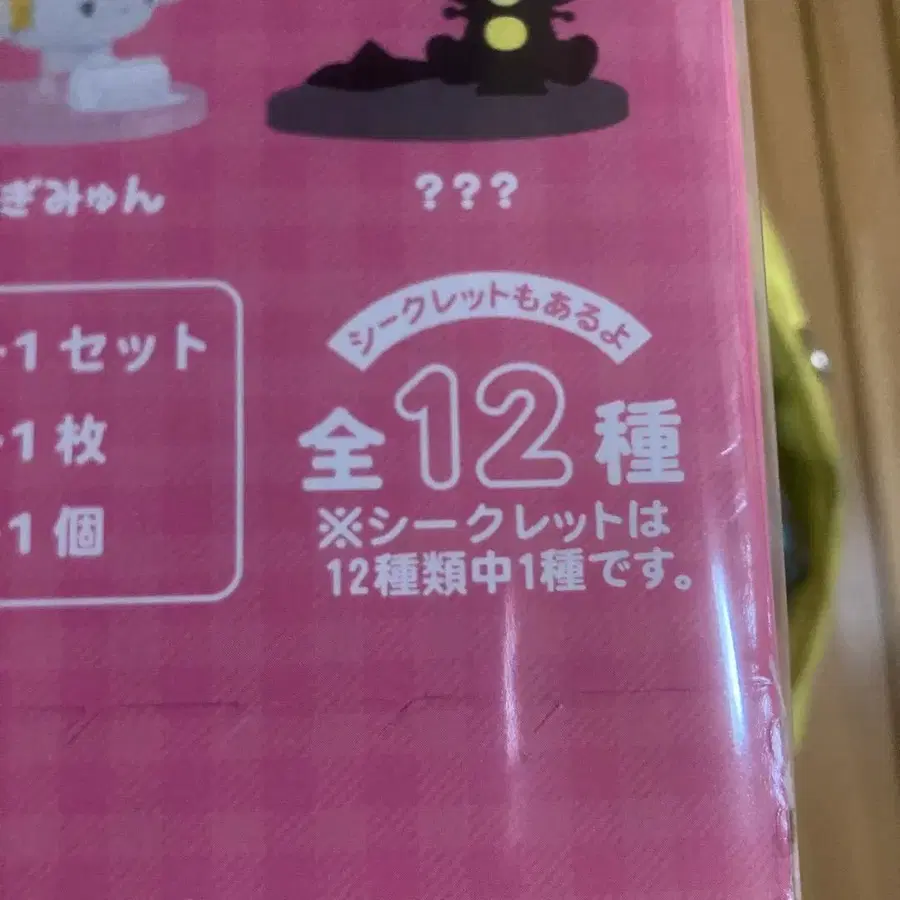 ぎみゅん
???
1セット
1枚
1個
シークレットもあるよ
全12種
※シークレットは
12種類中1種です。